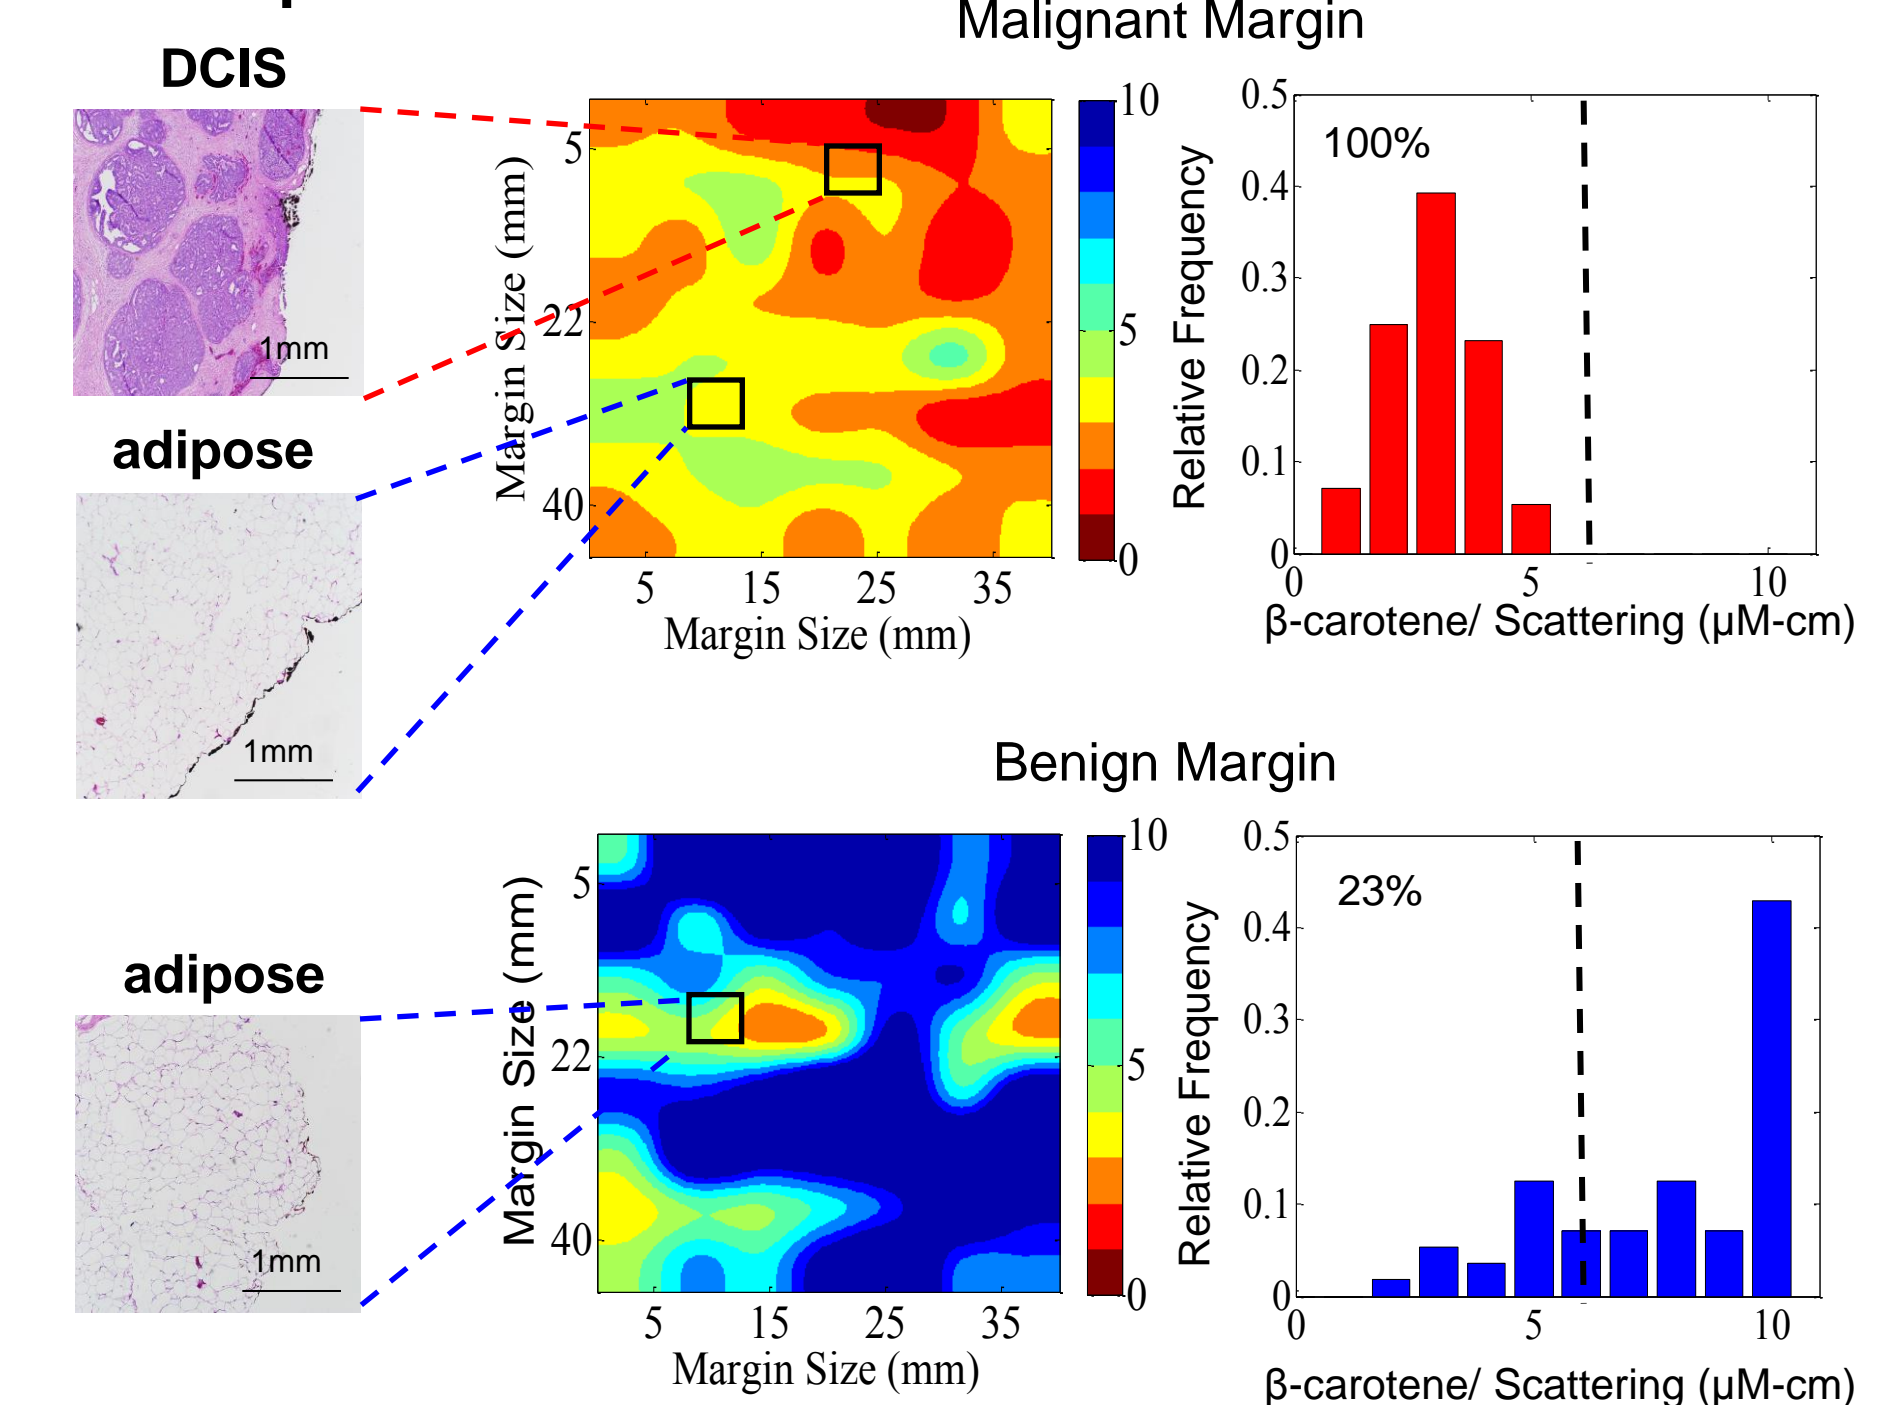 Malignant Margin
DCIS
1mm
adipose
1mm
Margin Size (mm)
5
22
40
5 15 25 35
Margin Size (mm)
10
5
0
Relative Frequency
0.5
0.4
0.3
0.2
0.1
0
100%
0 5 10
β-carotene/ Scattering (µM-cm)
Benign Margin
adipose
1mm
Margin Size (mm)
5
22
40
5 15 25 35
Margin Size (mm)
10
5
0
Relative Frequency
0.5
0.4
0.3
0.2
0.1
0
23%
0 5 10
β-carotene/ Scattering (µM-cm)